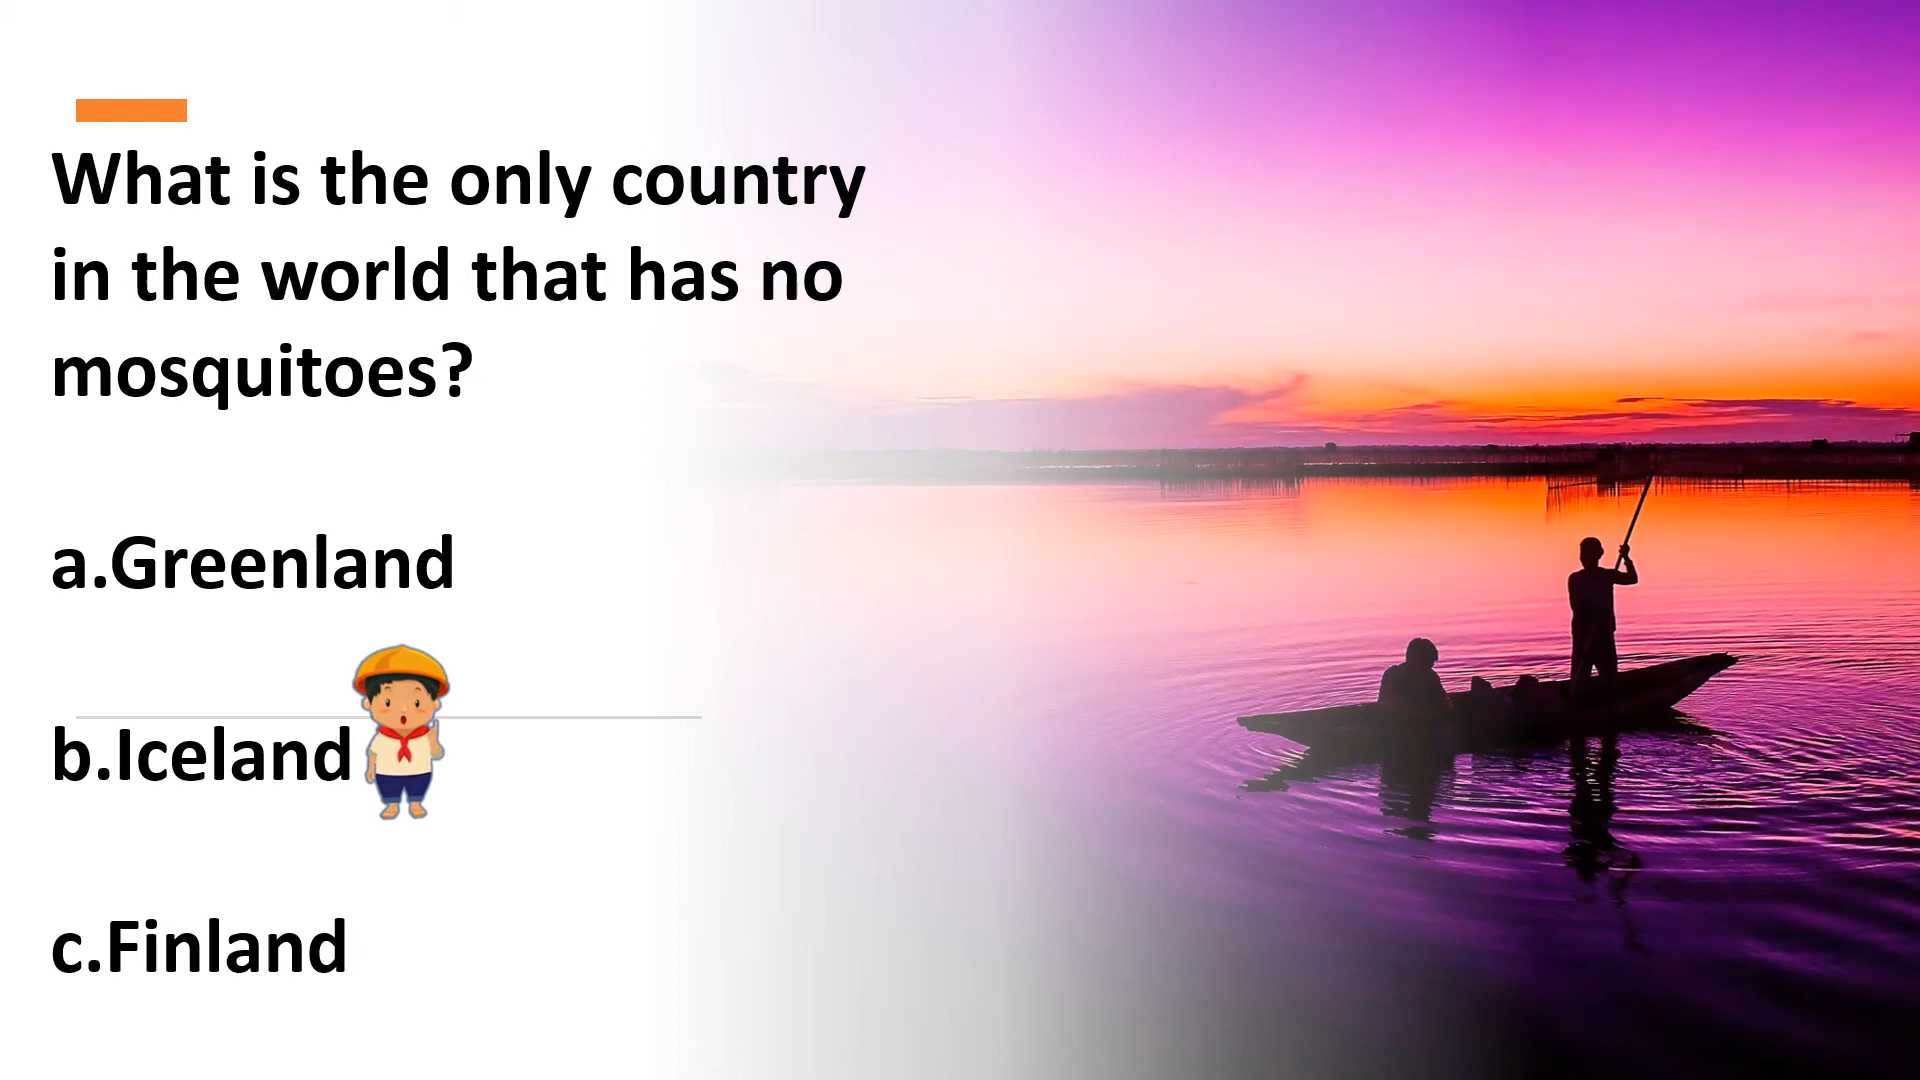 What is the only country
in the world that has no
mosquitoes?
a.Greenland
b.Iceland
c.Finland